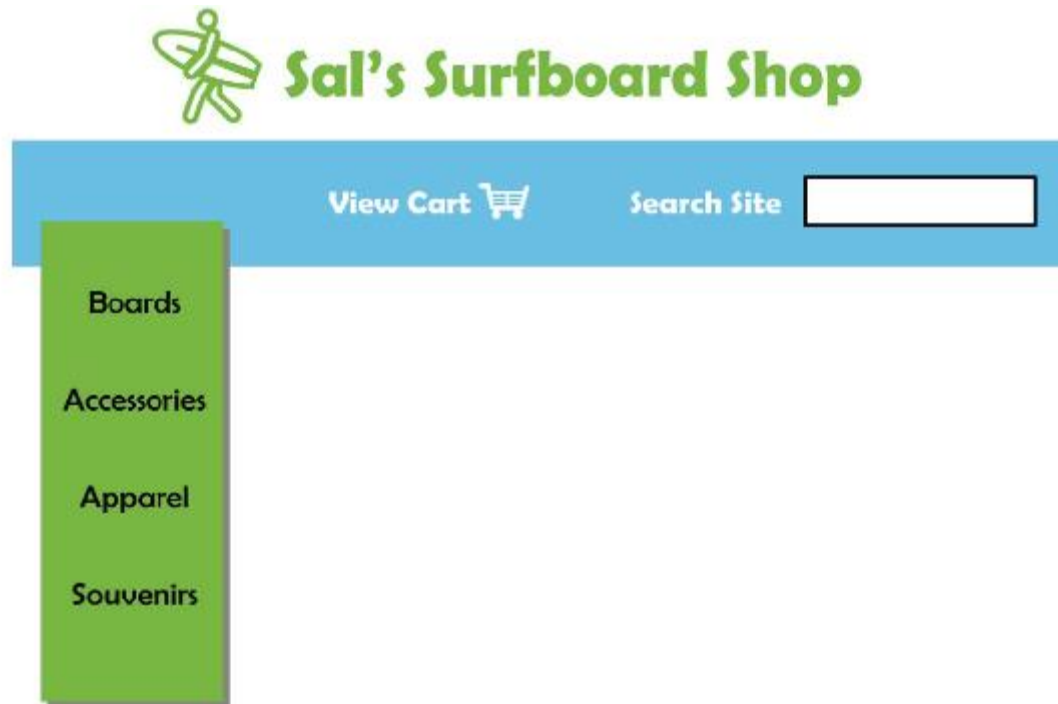 Sal's Surfboard Shop
View Cart Search Site
Boards
Accessories
Apparel
Souvenirs